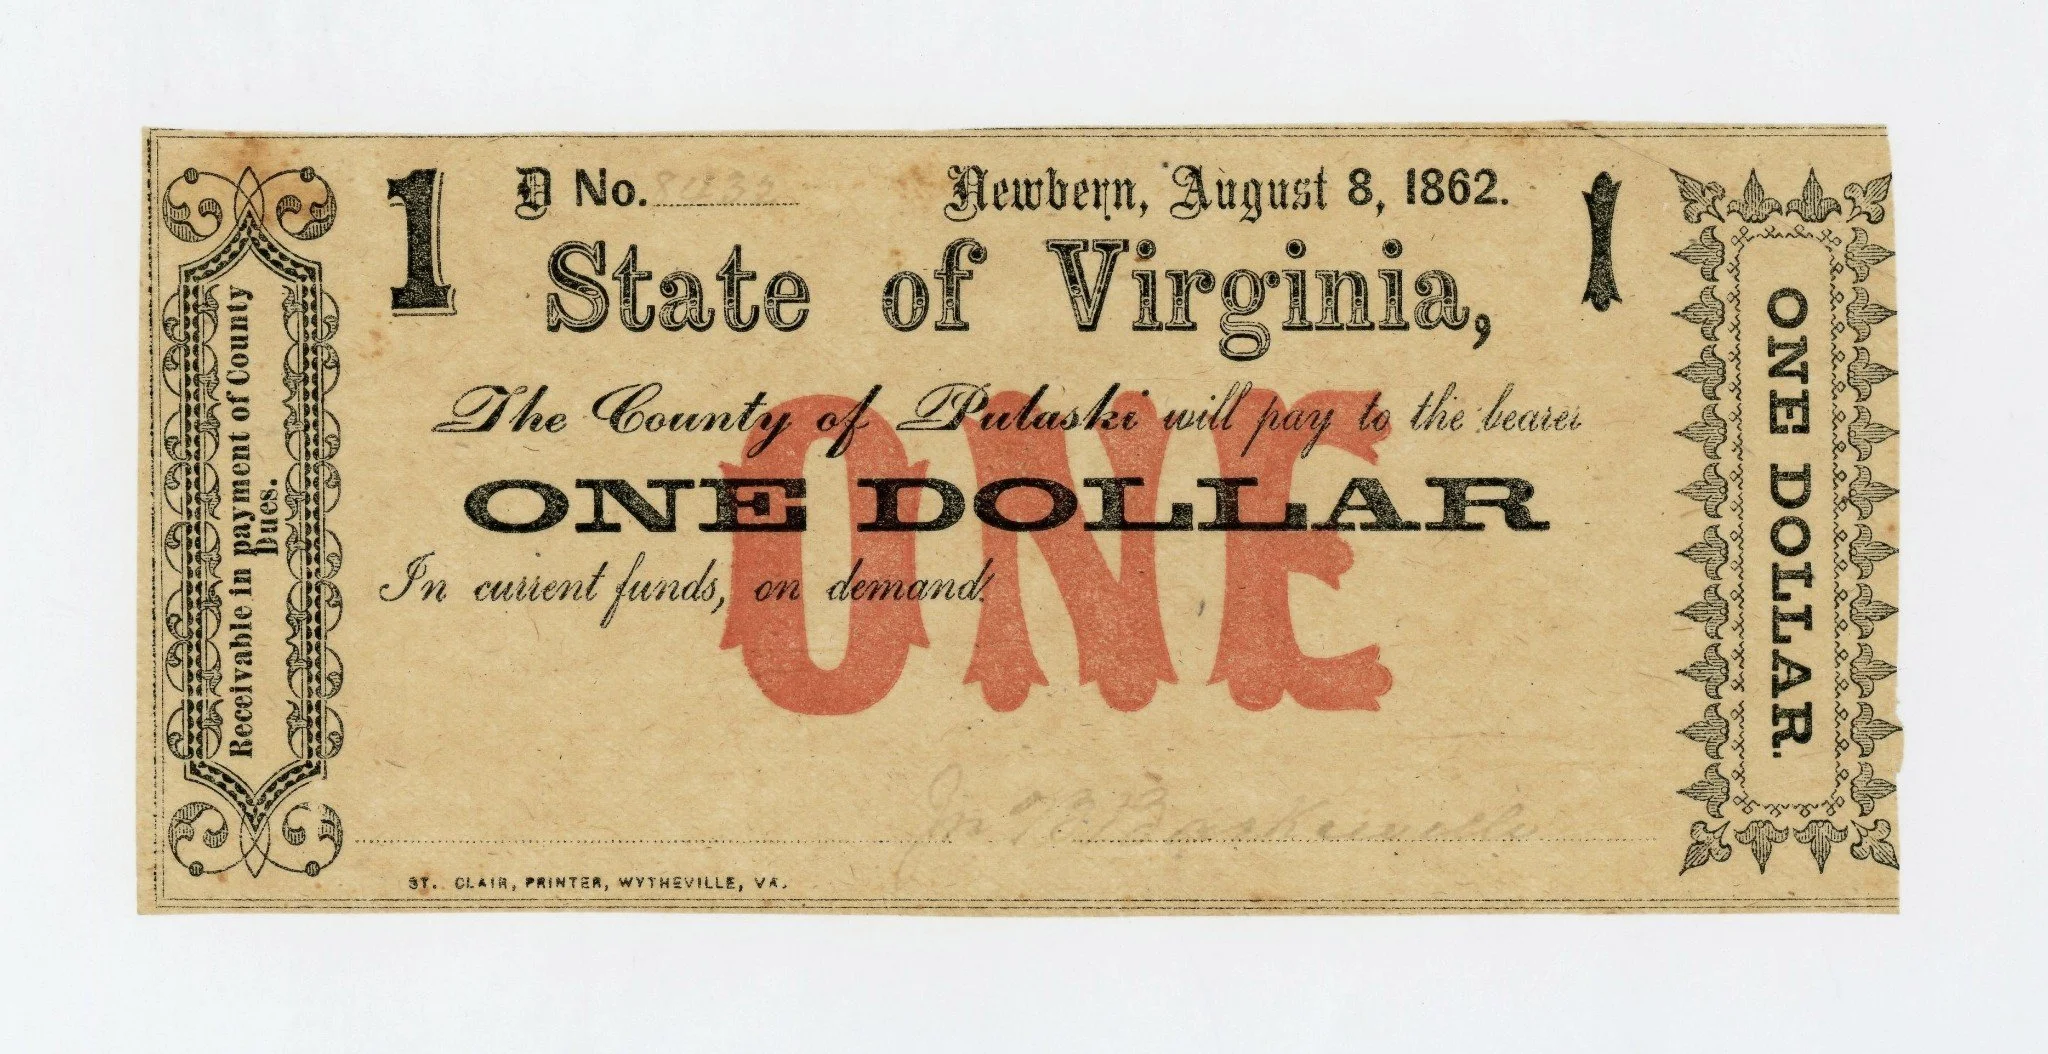 1 D No. Newbern, August 8, 1862. 1
State of Virginia,
The County of Pulaski will pay to the bearer
ONE
ONE DOLLAR
In current funds, on demand.
ST. CLAIR, PRINTER, WYTHEVILLE, VA.
Receivable in payment of County
Dues.
ONE DOLLAR.